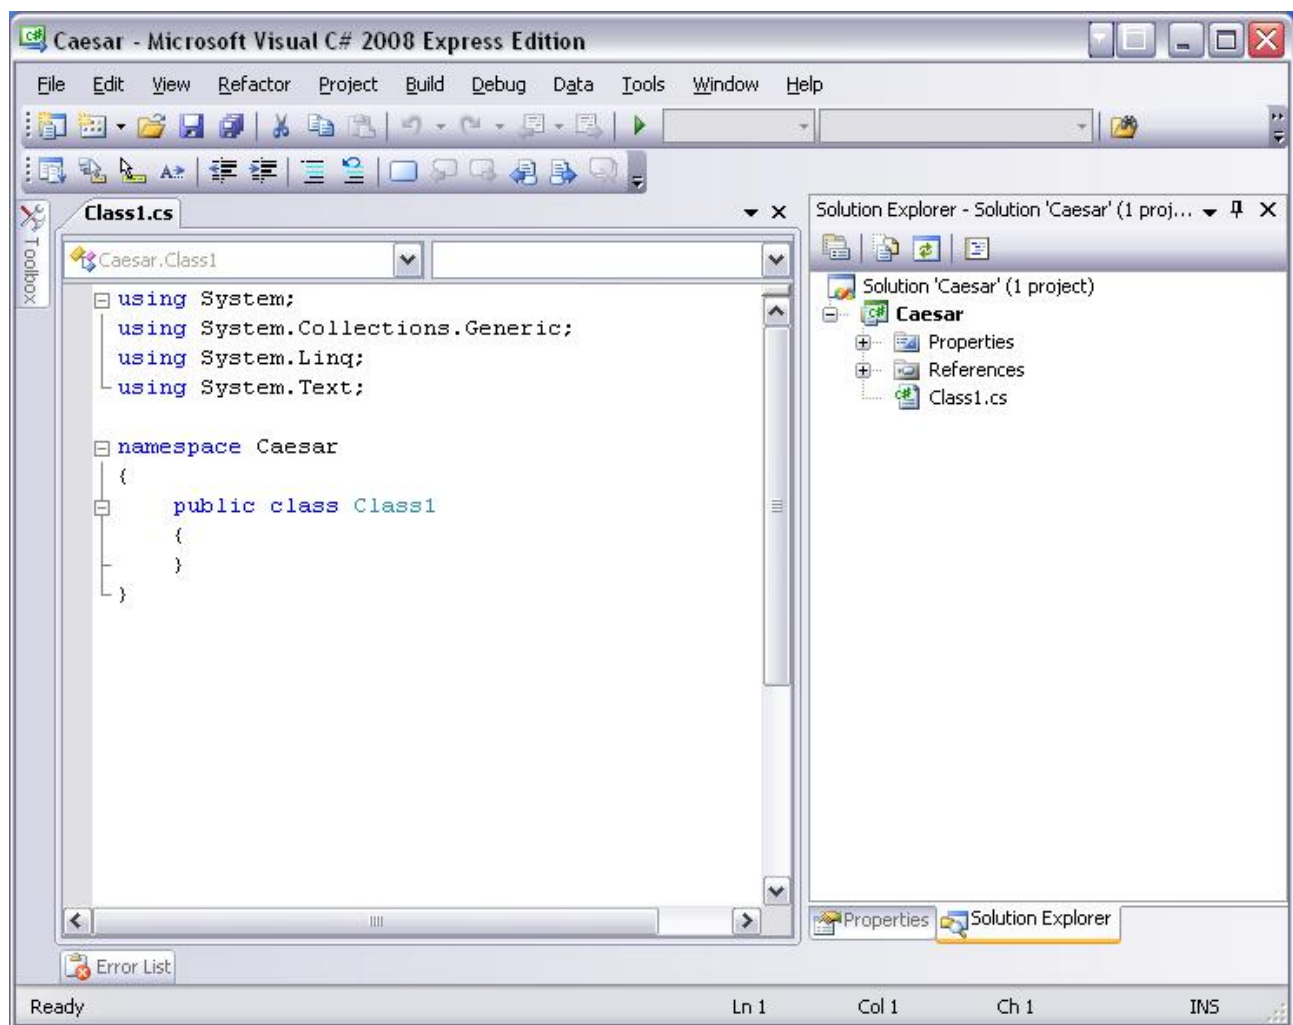 Caesar - Microsoft Visual C# 2008 Express Edition
File Edit View Refactor Project Build Debug Data Tools Window Help
Class1.cs
Solution Explorer - Solution 'Caesar' (1 proj...
Toolbox
Caesar.Class1
using System;
using System.Collections.Generic;
using System.Linq;
using System.Text;
namespace Caesar
{
public class Class1
{
}
}
Solution 'Caesar' (1 project)
Caesar
Properties
References
Class1.cs
Properties Solution Explorer
Error List
Ready Ln 1 Col 1 Ch 1 INS